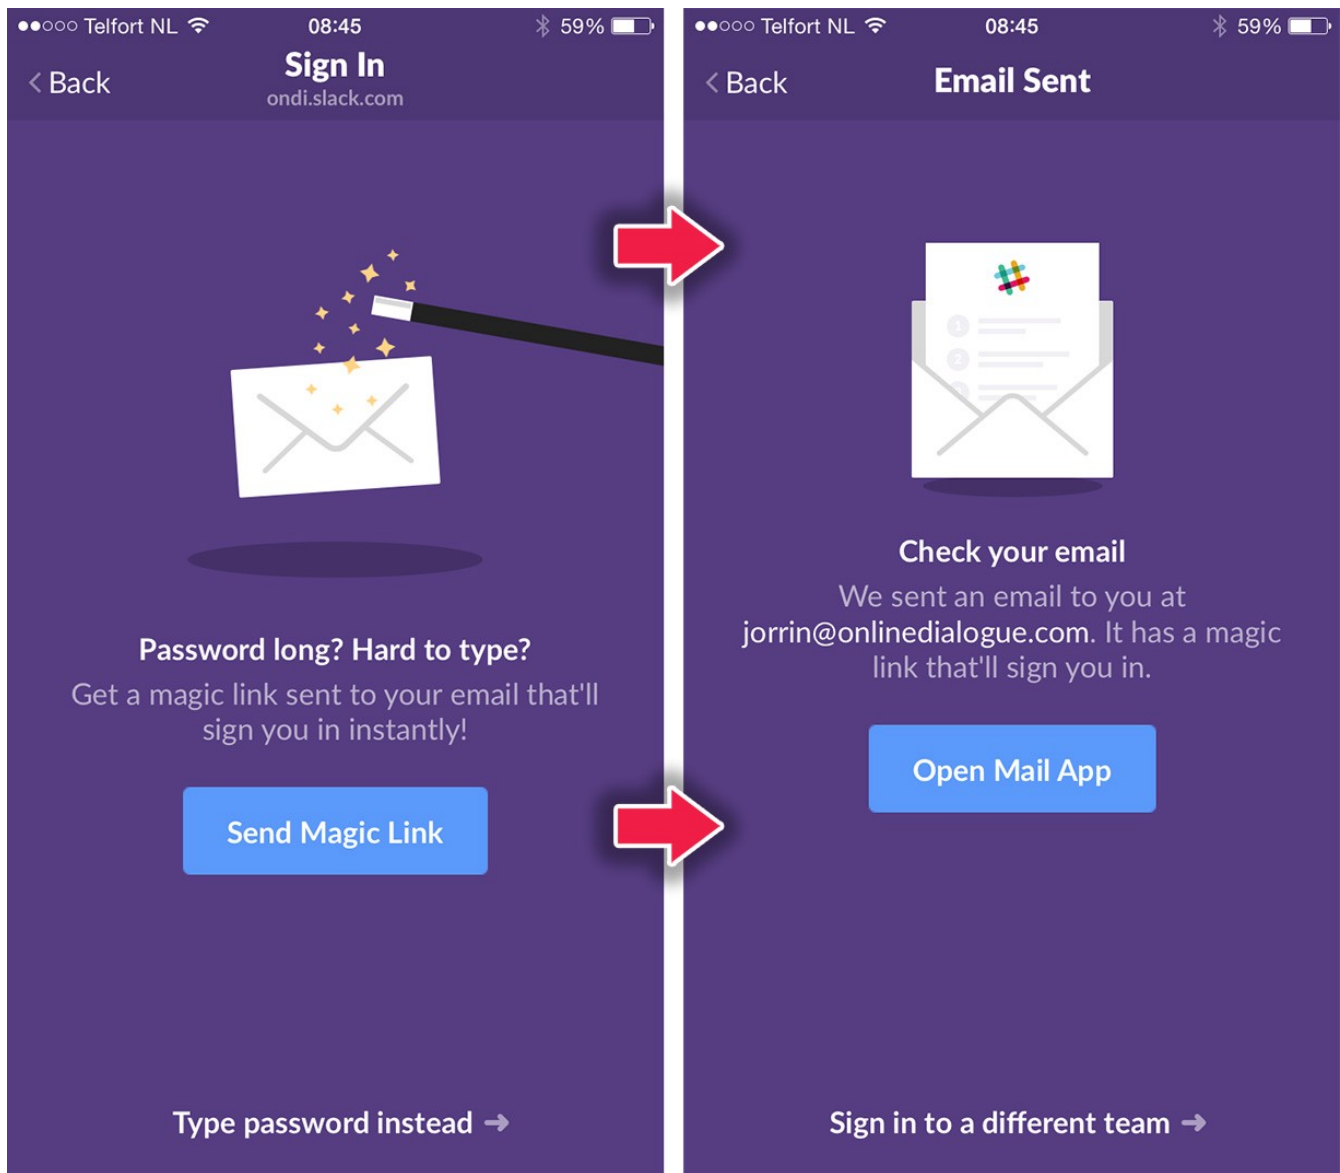 Telfort NL 08:45 59%
< Back Sign In
ondi.slack.com
Password long? Hard to type?
Get a magic link sent to your email that'll
sign you in instantly!
Send Magic Link
Type password instead →
Telfort NL 08:45 59%
< Back Email Sent
1
2
3
Check your email
We sent an email to you at
jorrin@onlinedialogue.com. It has a magic
link that'll sign you in.
Open Mail App
Sign in to a different team →